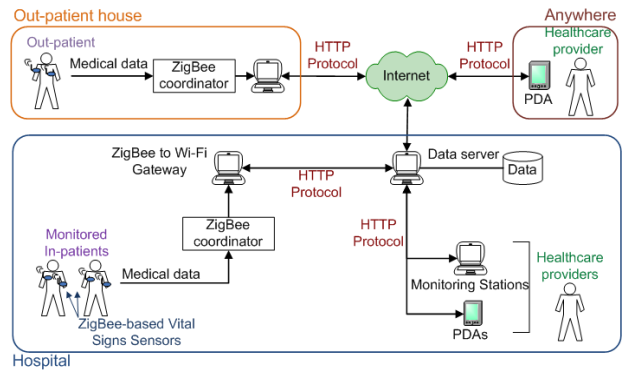 Out-patient house
Anywhere
Out-patient
Medical data
ZigBee
coordinator
HTTP
Protocol
Internet
HTTP
Protocol
Healthcare
provider
PDA
ZigBee to Wi-Fi
Gateway
HTTP
Protocol
Data server
Data
ZigBee
coordinator
HTTP
Protocol
Monitored
In-patients
Medical data
Monitoring Stations
Healthcare
providers
ZigBee-based Vital
Signs Sensors
PDAs
Hospital